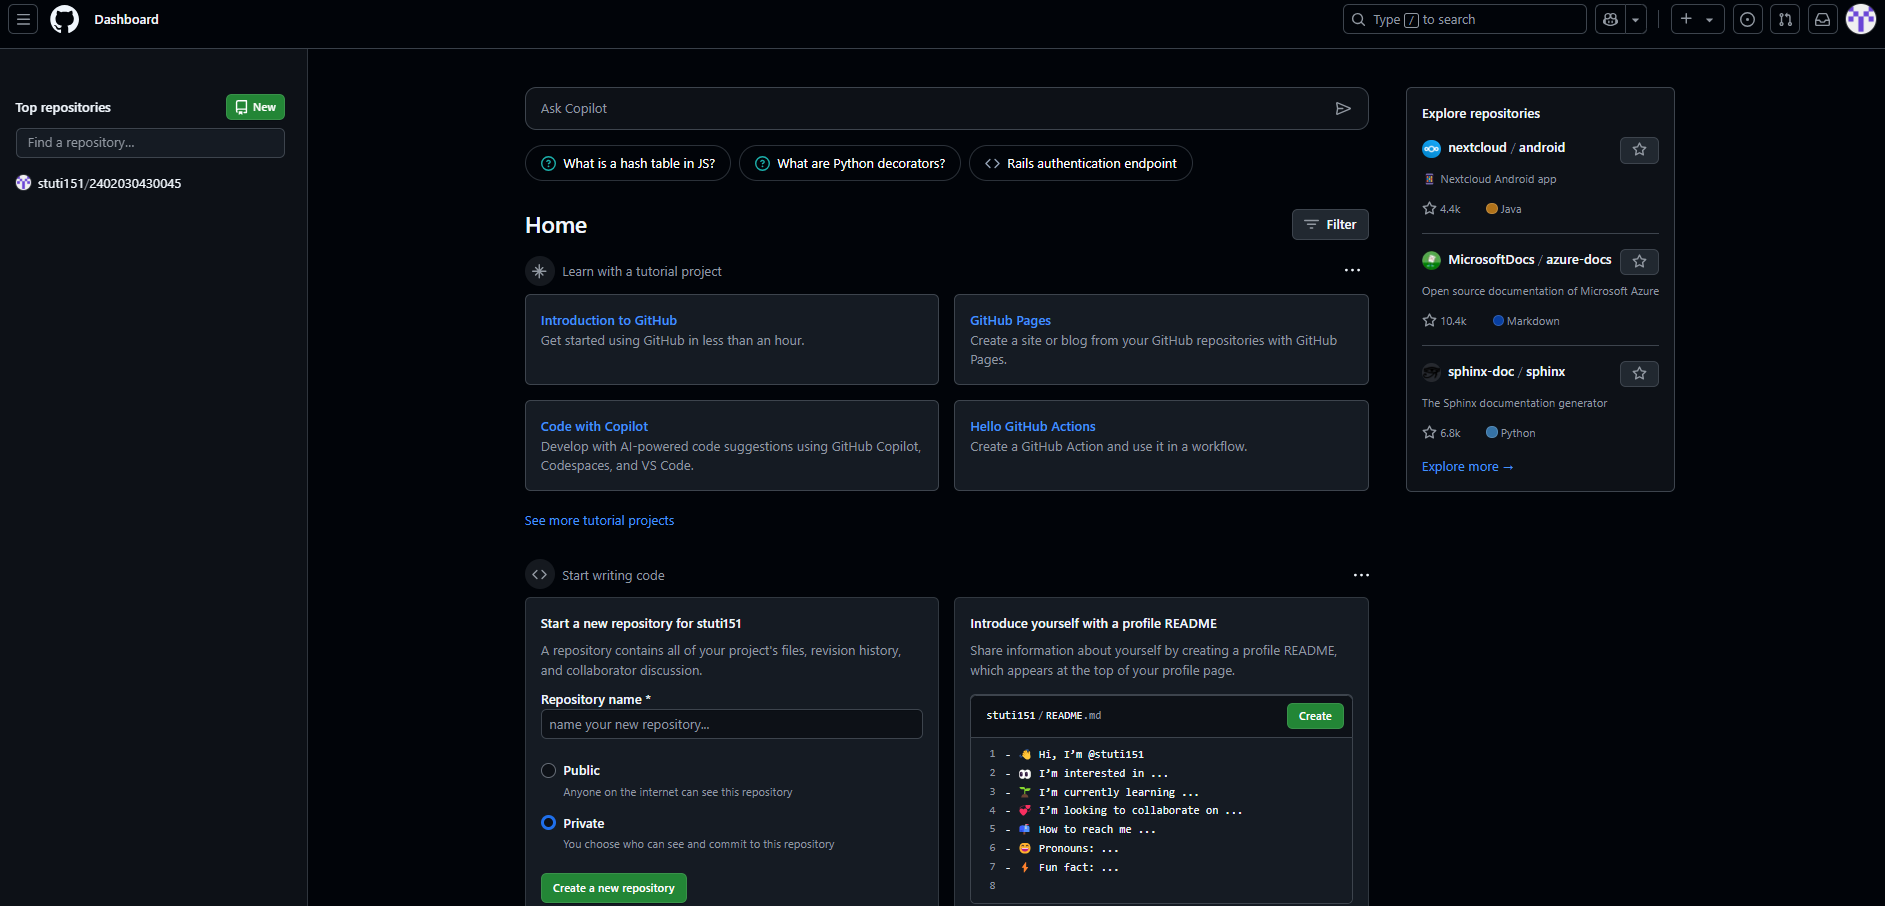 Dashboard
Type / to search
Top repositories
New
Find a repository...
stuti151/2402030430045
Ask Copilot
What is a hash table in JS?
What are Python decorators?
Rails authentication endpoint
Home
Filter
Learn with a tutorial project
Introduction to GitHub
Get started using GitHub in less than an hour.
GitHub Pages
Create a site or blog from your GitHub repositories with GitHub
Pages.
Code with Copilot
Develop with AI-powered code suggestions using GitHub Copilot,
Codespaces, and VS Code.
Hello GitHub Actions
Create a GitHub Action and use it in a workflow.
See more tutorial projects
Start writing code
Start a new repository for stuti151
A repository contains all of your project's files, revision history,
and collaborator discussion.
Repository name *
name your new repository...
Public
Anyone on the internet can see this repository
Private
You choose who can see and commit to this repository
Create a new repository
Introduce yourself with a profile README
Share information about yourself by creating a profile README,
which appears at the top of your profile page.
stuti151 / README.md
Create
1 - 👋 Hi, I’m @stuti151
2 - 👀 I’m interested in ...
3 - 🌱 I’m currently learning ...
4 - 💞️ I’m looking to collaborate on ...
5 - 📫 How to reach me ...
6 - 😄 Pronouns: ...
7 - ⚡ Fun fact: ...
8
Explore repositories
nextcloud / android
Nextcloud Android app
4.4k
Java
MicrosoftDocs / azure-docs
Open source documentation of Microsoft Azure
10.4k
Markdown
sphinx-doc / sphinx
The Sphinx documentation generator
6.8k
Python
Explore more →